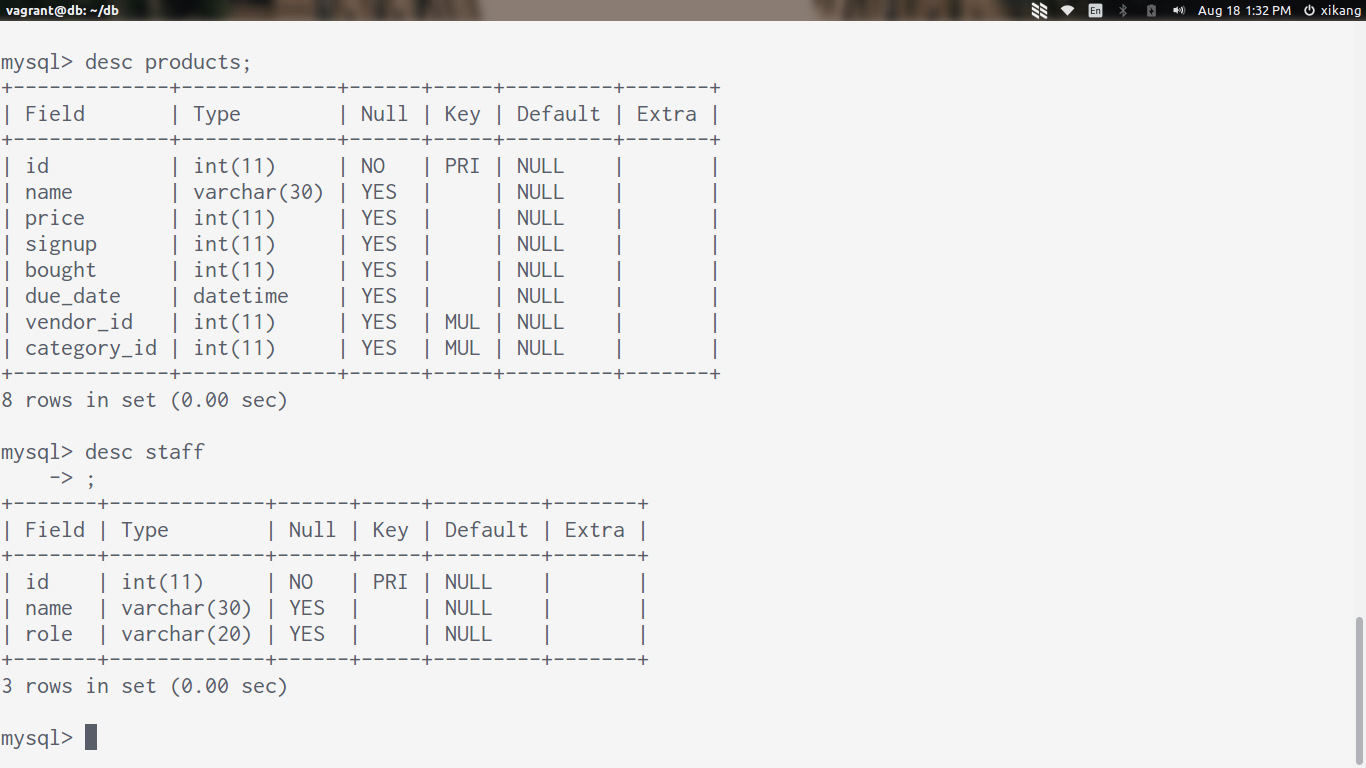 vagrant@db: ~/db En Aug 18 1:32 PM xikang
mysql> desc products;
+-------------+-------------+------+-----+---------+-------+
| Field       | Type        | Null | Key | Default | Extra |
+-------------+-------------+------+-----+---------+-------+
| id          | int(11)     | NO   | PRI | NULL    |       |
| name        | varchar(30) | YES  |     | NULL    |       |
| price       | int(11)     | YES  |     | NULL    |       |
| signup      | int(11)     | YES  |     | NULL    |       |
| bought      | int(11)     | YES  |     | NULL    |       |
| due_date    | datetime    | YES  |     | NULL    |       |
| vendor_id   | int(11)     | YES  | MUL | NULL    |       |
| category_id | int(11)     | YES  | MUL | NULL    |       |
+-------------+-------------+------+-----+---------+-------+
8 rows in set (0.00 sec)
mysql> desc staff
    -> ;
+-------+-------------+------+-----+---------+-------+
| Field | Type        | Null | Key | Default | Extra |
+-------+-------------+------+-----+---------+-------+
| id    | int(11)     | NO   | PRI | NULL    |       |
| name  | varchar(30) | YES  |     | NULL    |       |
| role  | varchar(20) | YES  |     | NULL    |       |
+-------+-------------+------+-----+---------+-------+
3 rows in set (0.00 sec)
mysql>